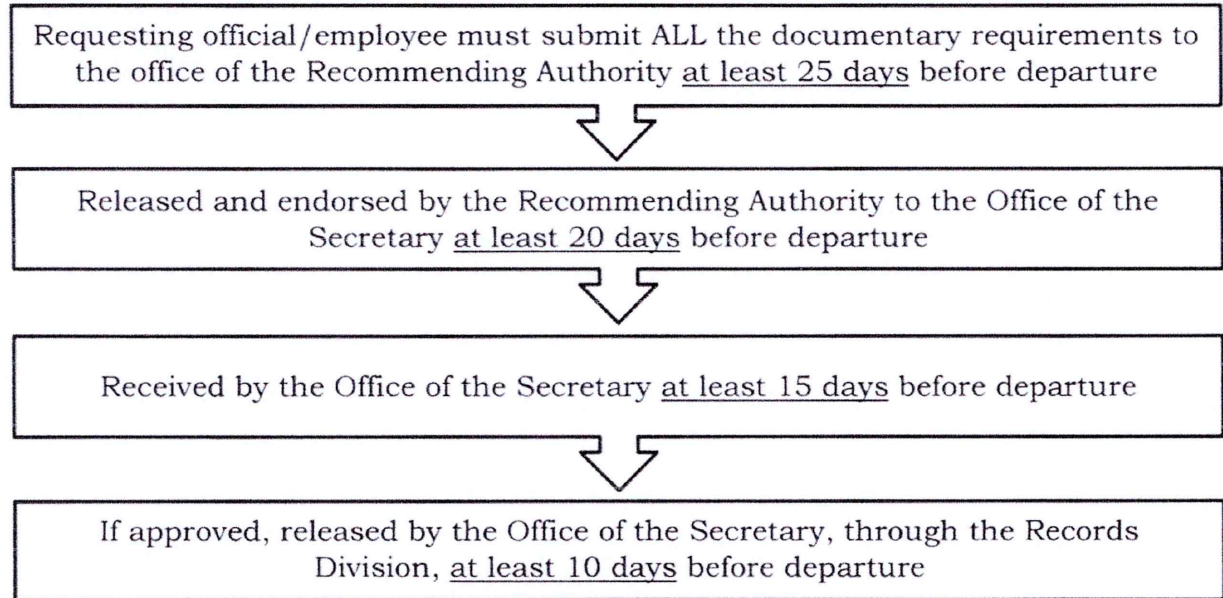 Requesting official/employee must submit ALL the documentary requirements to
the office of the Recommending Authority at least 25 days before departure
Released and endorsed by the Recommending Authority to the Office of the
Secretary at least 20 days before departure
Received by the Office of the Secretary at least 15 days before departure
If approved, released by the Office of the Secretary, through the Records
Division, at least 10 days before departure